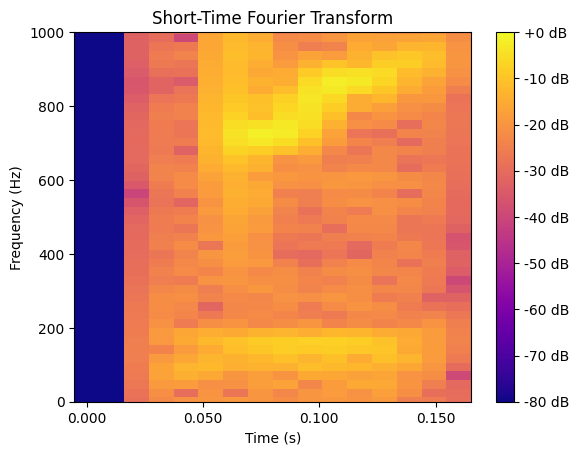 Short-Time Fourier Transform
1000
800
600
400
200
0
Frequency (Hz)
0.000
0.050
0.100
0.150
Time (s)
+0 dB
-10 dB
-20 dB
-30 dB
-40 dB
-50 dB
-60 dB
-70 dB
-80 dB